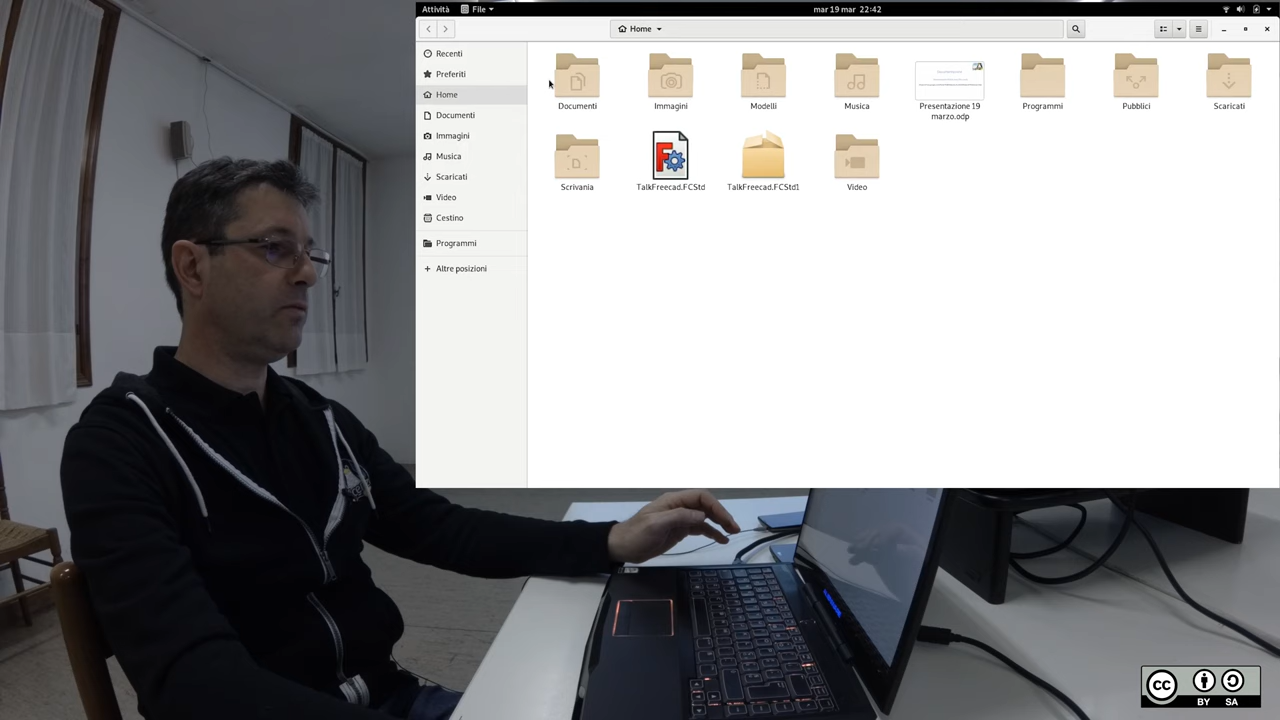 Attività
File
mar 19 mar 22:42
Home
Recenti
Preferiti
Home
Documenti
Immagini
Musica
Scaricati
Video
Cestino
Programmi
Altre posizioni
Documenti
Immagini
Modelli
Musica
Presentazione 19
marzo.odp
Programmi
Pubblici
Scaricati
Scrivania
TalkFreecad.FCStd
TalkFreecad.FCStd1
Video
cc
BY SA